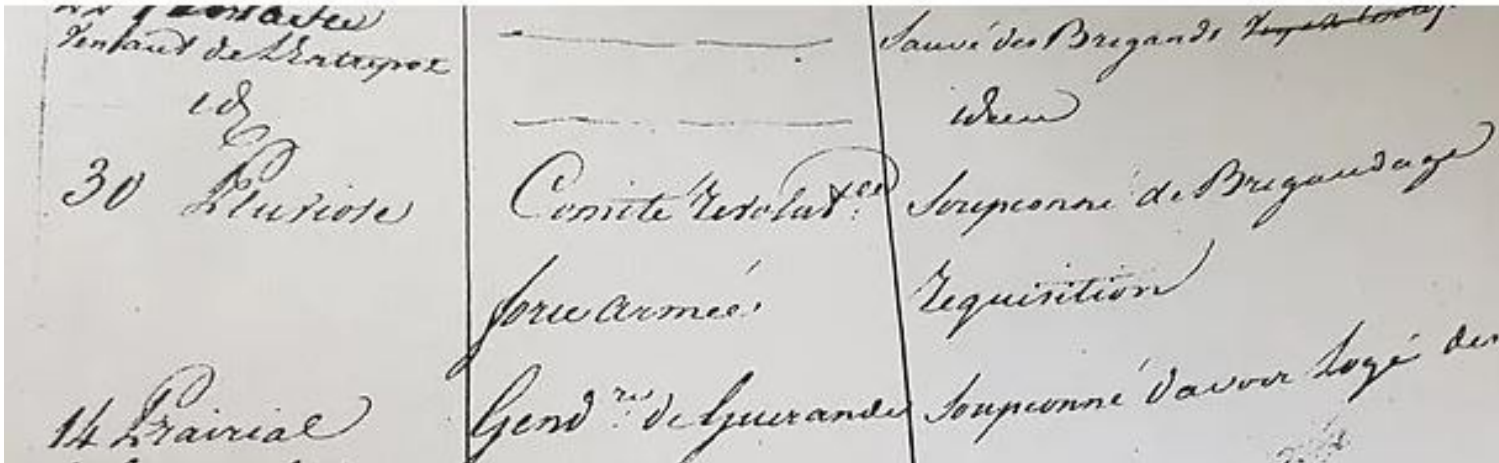 Venant de L'Entrepot — — — Sauvé des Brigands
id — — — idem
30 Pluviose Comité revolut.re Soupçonné de Brigandage
force armée Requisition
14 Prairial Gend.rie de Guerande Soupçonné d'avoir logé des